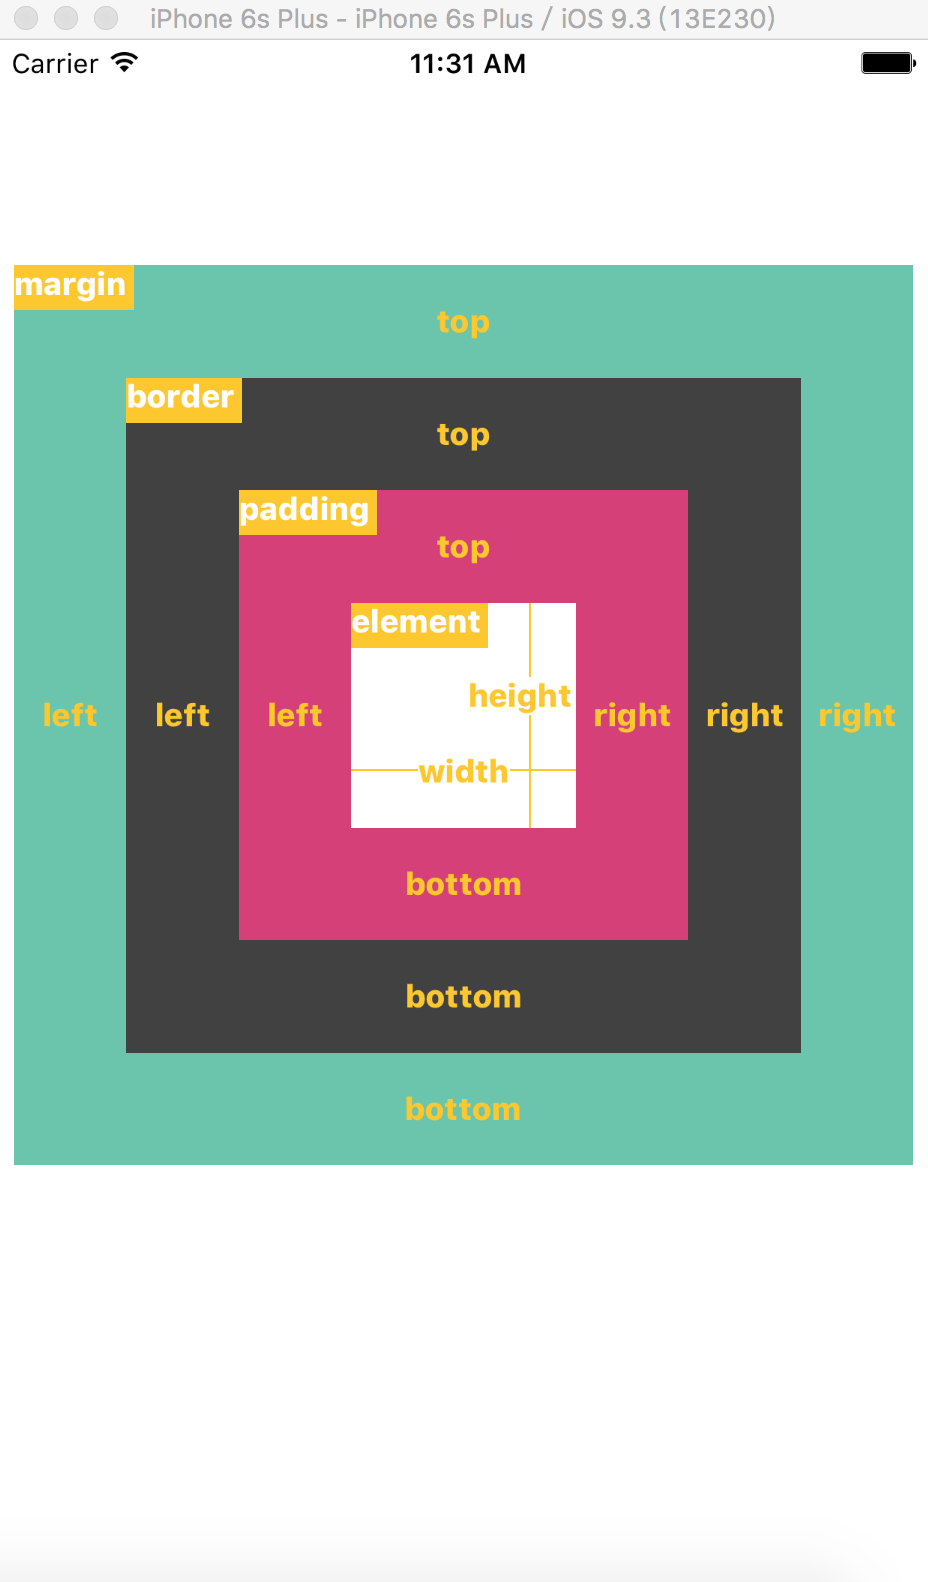 iPhone 6s Plus - iPhone 6s Plus / iOS 9.3 (13E230)
Carrier 11:31 AM
margin
top
border
top
padding
top
element
height
left left left right right right
width
bottom
bottom
bottom